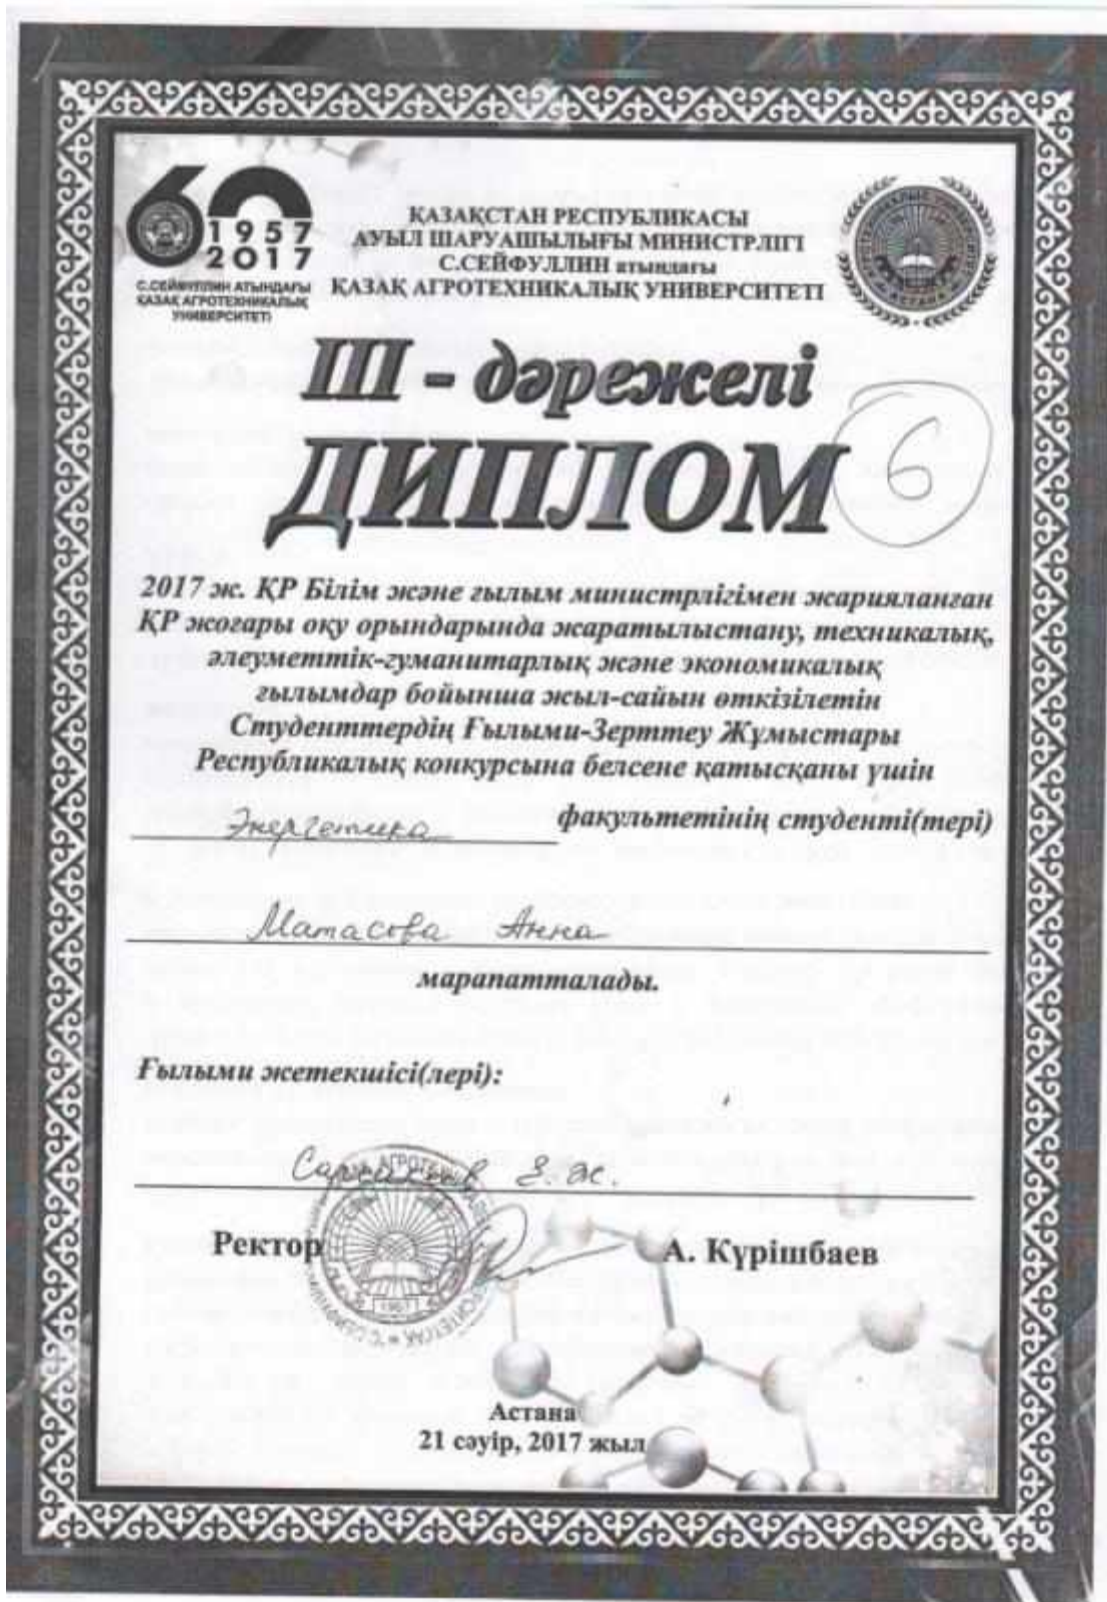 1957
2017
С.СЕЙФУЛЛИН АТЫНДАҒЫ
ҚАЗАҚ АГРОТЕХНИКАЛЫҚ
УНИВЕРСИТЕТІ
ҚАЗАҚСТАН РЕСПУБЛИКАСЫ
АУЫЛ ШАРУАШЫЛЫҒЫ МИНИСТРЛІГІ
С.СЕЙФУЛЛИН атындағы
ҚАЗАҚ АГРОТЕХНИКАЛЫҚ УНИВЕРСИТЕТІ
АСТАНА
III - дәрежелі
ДИПЛОМ
6
2017 ж. ҚР Білім және ғылым министрлігімен жарияланған
ҚР жоғары оқу орындарында жаратылыстану, техникалық,
әлеуметтік-гуманитарлық және экономикалық
ғылымдар бойынша жыл-сайын өткізілетін
Студенттердің Ғылыми-Зерттеу Жұмыстары
Республикалық конкурсына белсене қатысқаны үшін
Энергетика факультетінің студенті(тері)
Матасова Анна
марапатталады.
Ғылыми жетекшісі(лері):
Ректор А. Күрішбаев
1957
Астана
21 сәуір, 2017 жыл